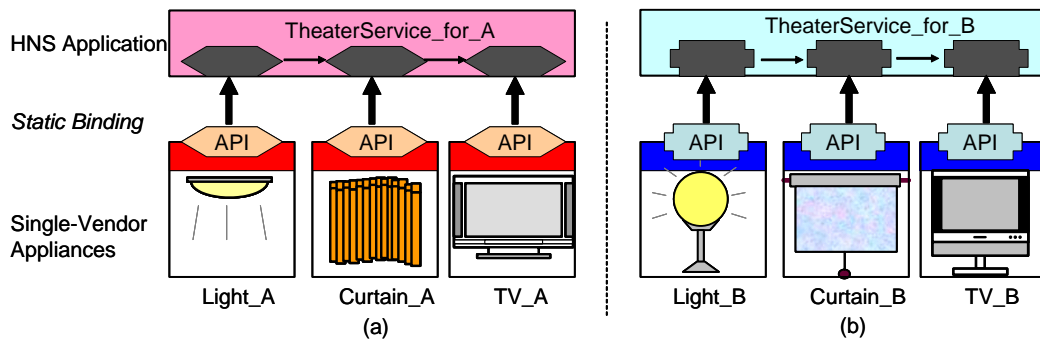 HNS Application
TheaterService_for_A
TheaterService_for_B
Static Binding
API
API
API
API
API
API
Single-Vendor
Appliances
Light_A
Curtain_A
TV_A
Light_B
Curtain_B
TV_B
(a)
(b)